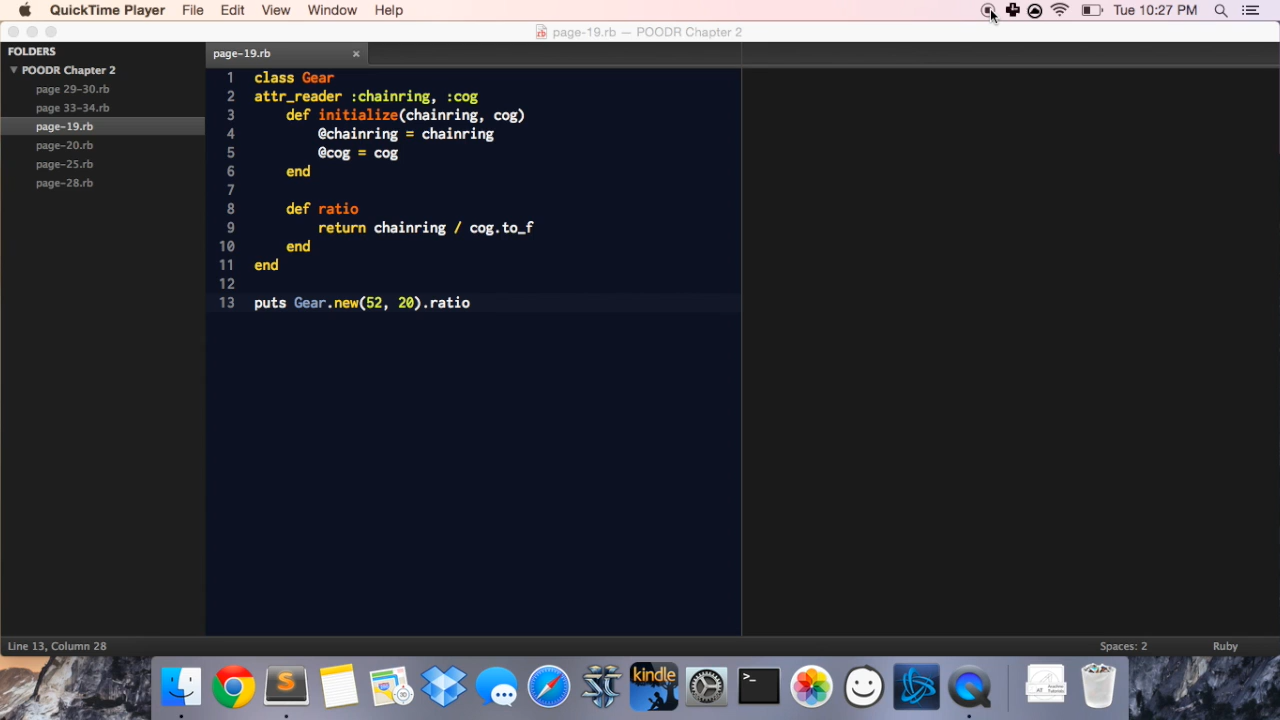 QuickTime Player File Edit View Window Help Tue 10:27 PM
page-19.rb — POODR Chapter 2
FOLDERS
POODR Chapter 2
page 29-30.rb
page 33-34.rb
page-19.rb
page-20.rb
page-25.rb
page-28.rb
page-19.rb ×
1 class Gear
2 attr_reader :chainring, :cog
3 def initialize(chainring, cog)
4 @chainring = chainring
5 @cog = cog
6 end
7
8 def ratio
9 return chainring / cog.to_f
10 end
11 end
12
13 puts Gear.new(52, 20).ratio
Line 13, Column 28 Spaces: 2 Ruby
kindle